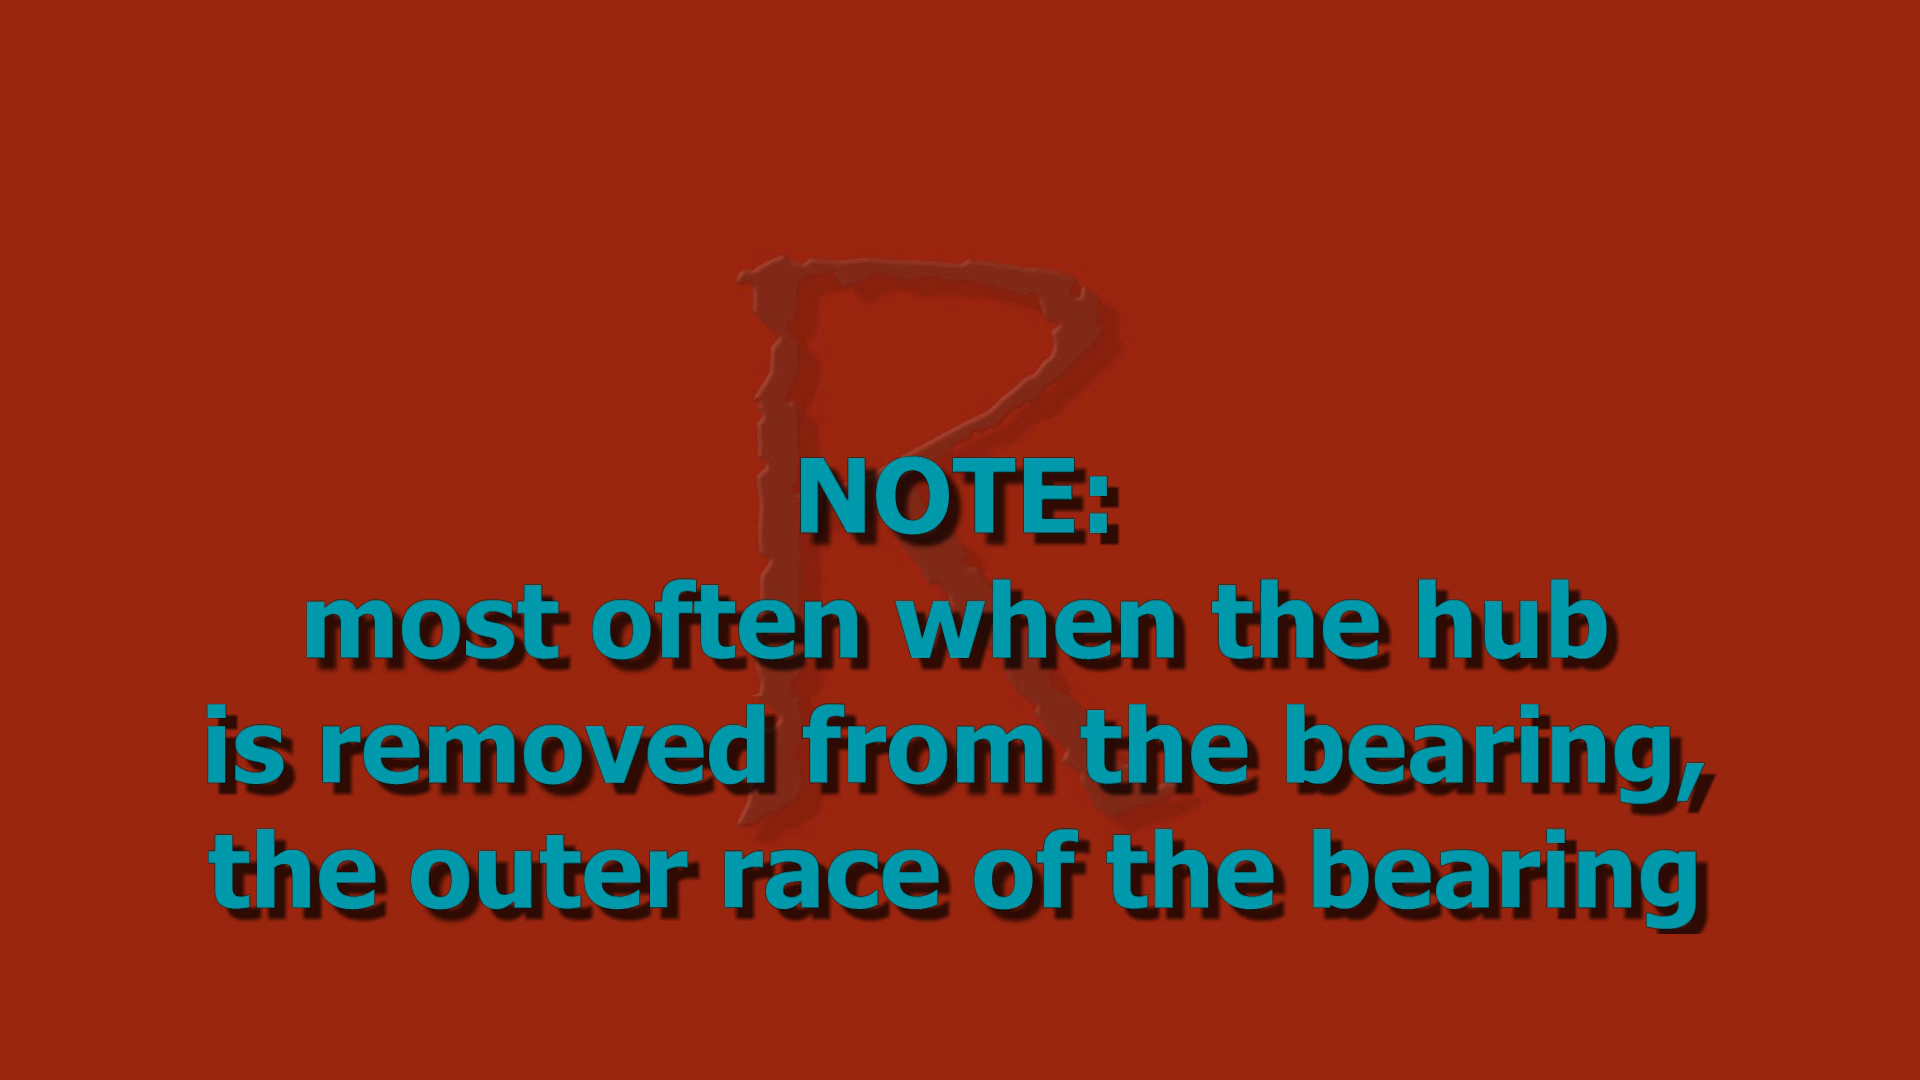 R
NOTE:
most often when the hub
is removed from the bearing,
the outer race of the bearing